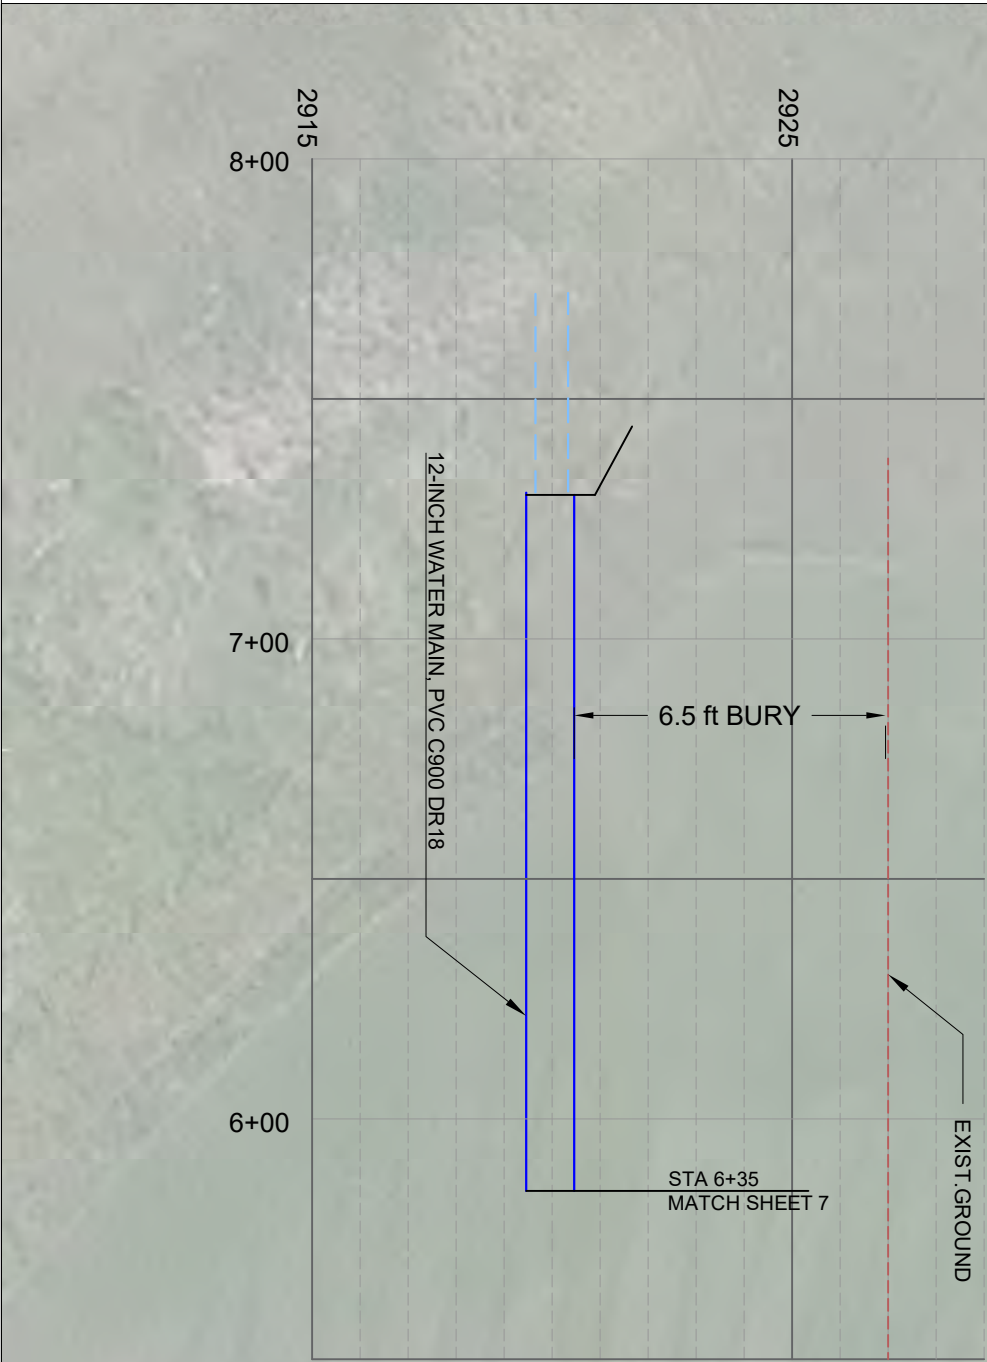 2915
2925
8+00
12-INCH WATER MAIN, PVC C900 DR18
7+00
6.5 ft BURY
6+00
EXIST.GROUND
STA 6+35
MATCH SHEET 7